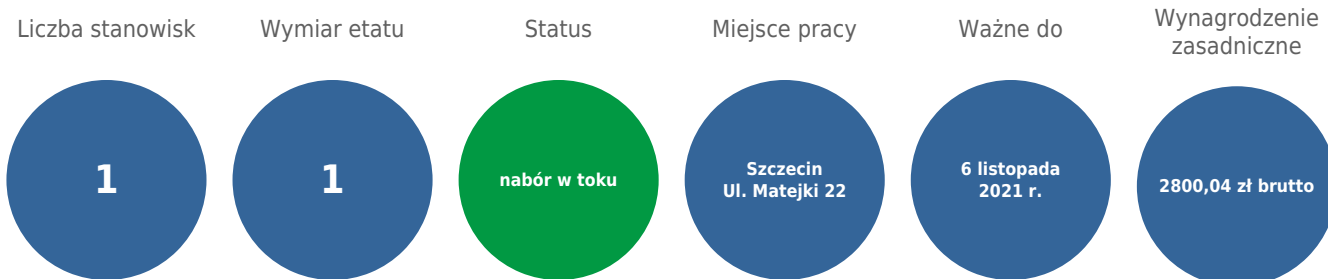 Liczba stanowisk
1
Wymiar etatu
1
Status
nabór w toku
Miejsce pracy
Szczecin
Ul. Matejki 22
Ważne do
6 listopada
2021 r.
Wynagrodzenie
zasadniczne
2800,04 zł brutto